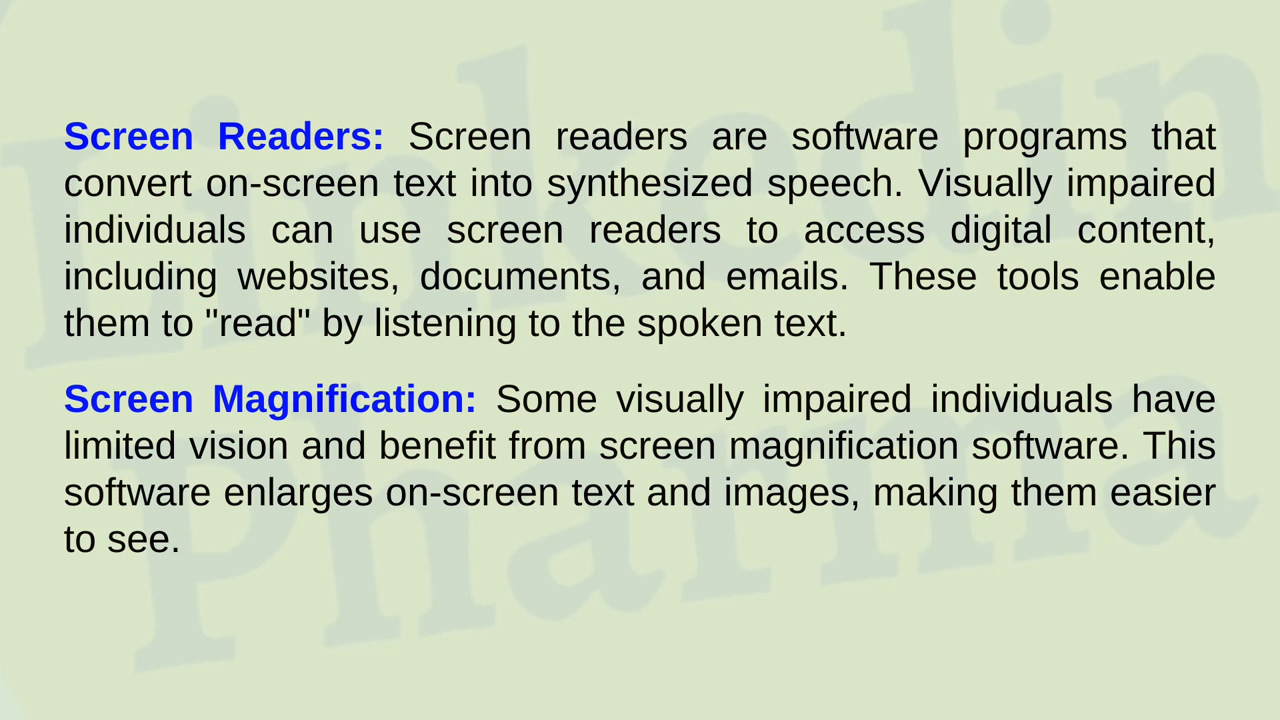 Screen Readers: Screen readers are software programs that
convert on-screen text into synthesized speech. Visually impaired
individuals can use screen readers to access digital content,
including websites, documents, and emails. These tools enable
them to "read" by listening to the spoken text.
Screen Magnification: Some visually impaired individuals have
limited vision and benefit from screen magnification software. This
software enlarges on-screen text and images, making them easier
to see.
Linkedin
Pharma